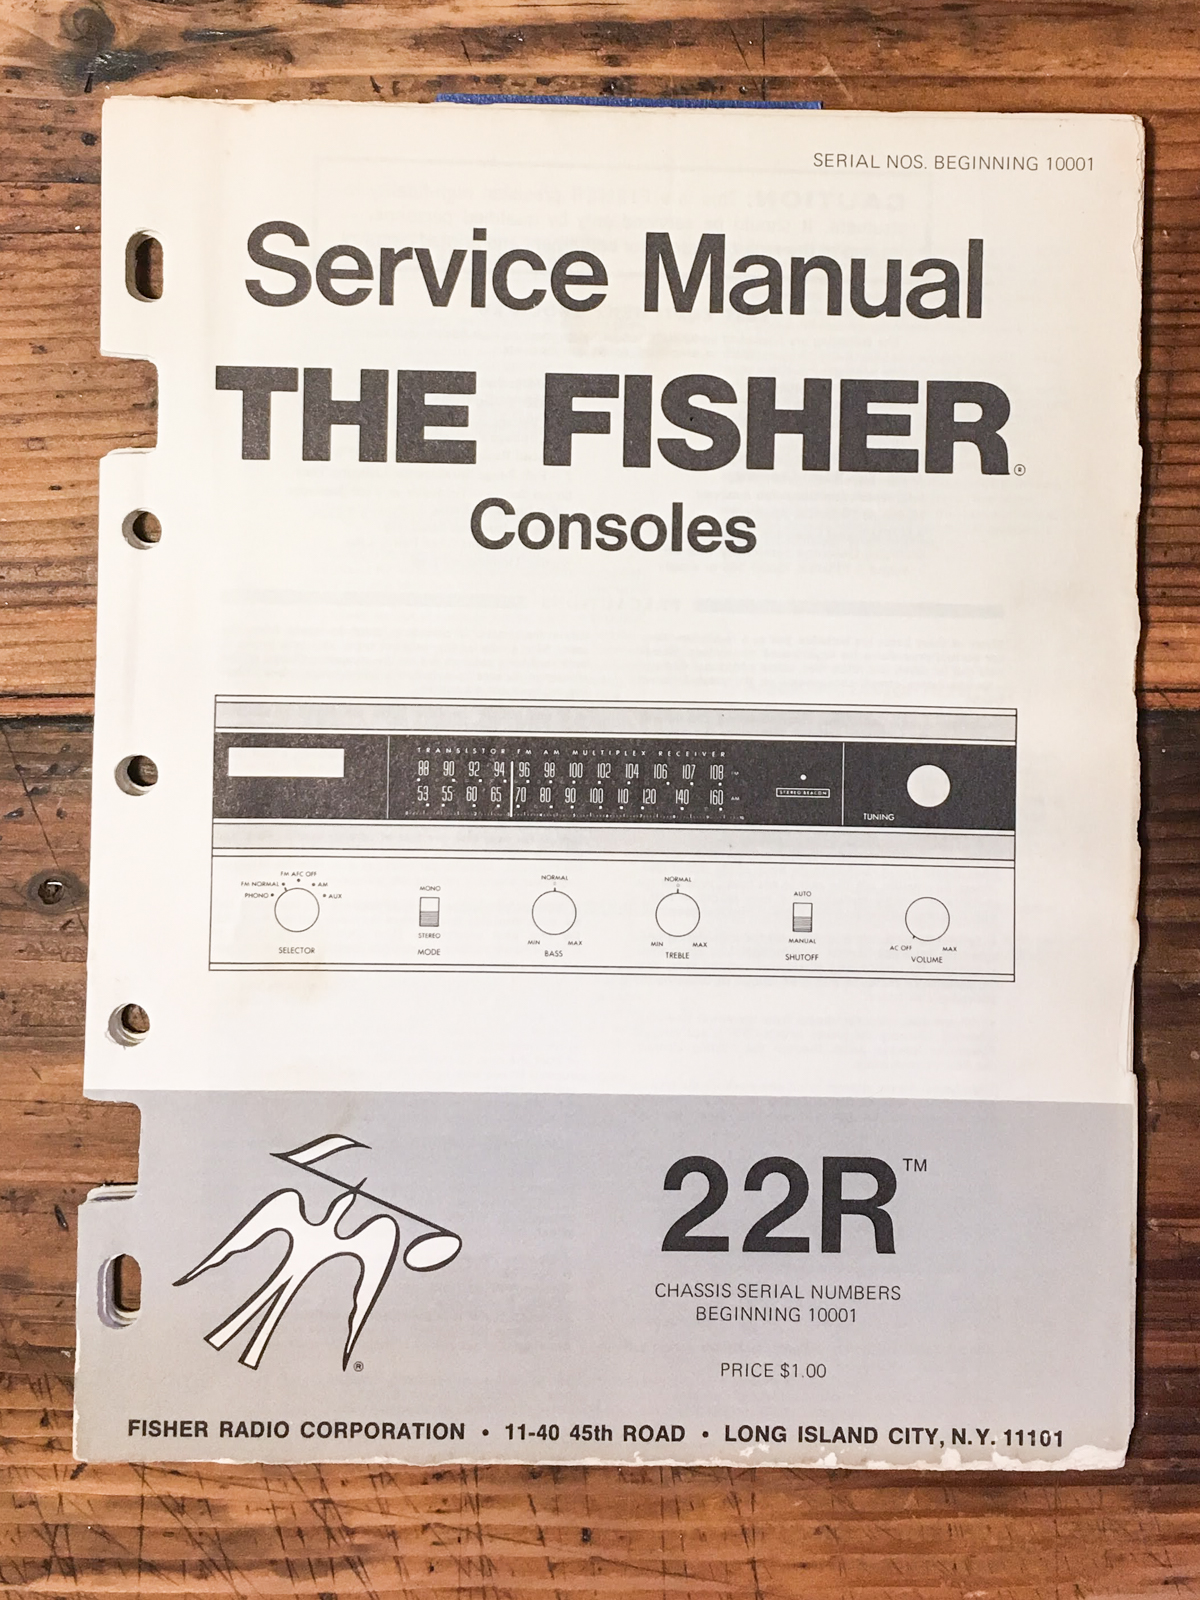 SERIAL NOS. BEGINNING 10001
Service Manual
THE FISHER®
Consoles
TRANSISTOR FM AM MULTIPLEX RECEIVER
88 90 92 94 96 98 100 102 104 106 107 108 FM
53 55 60 65 70 80 90 100 110 120 140 160 AM
STEREO BEACON
TUNING
FM AFC OFF
FM NORMAL AM
PHONO AUX
SELECTOR
MONO
STEREO
MODE
NORMAL
MIN MAX
BASS
NORMAL
MIN MAX
TREBLE
AUTO
MANUAL
SHUTOFF
AC OFF MAX
VOLUME
22R™
CHASSIS SERIAL NUMBERS
BEGINNING 10001
PRICE $1.00
®
FISHER RADIO CORPORATION • 11-40 45th ROAD • LONG ISLAND CITY, N.Y. 11101